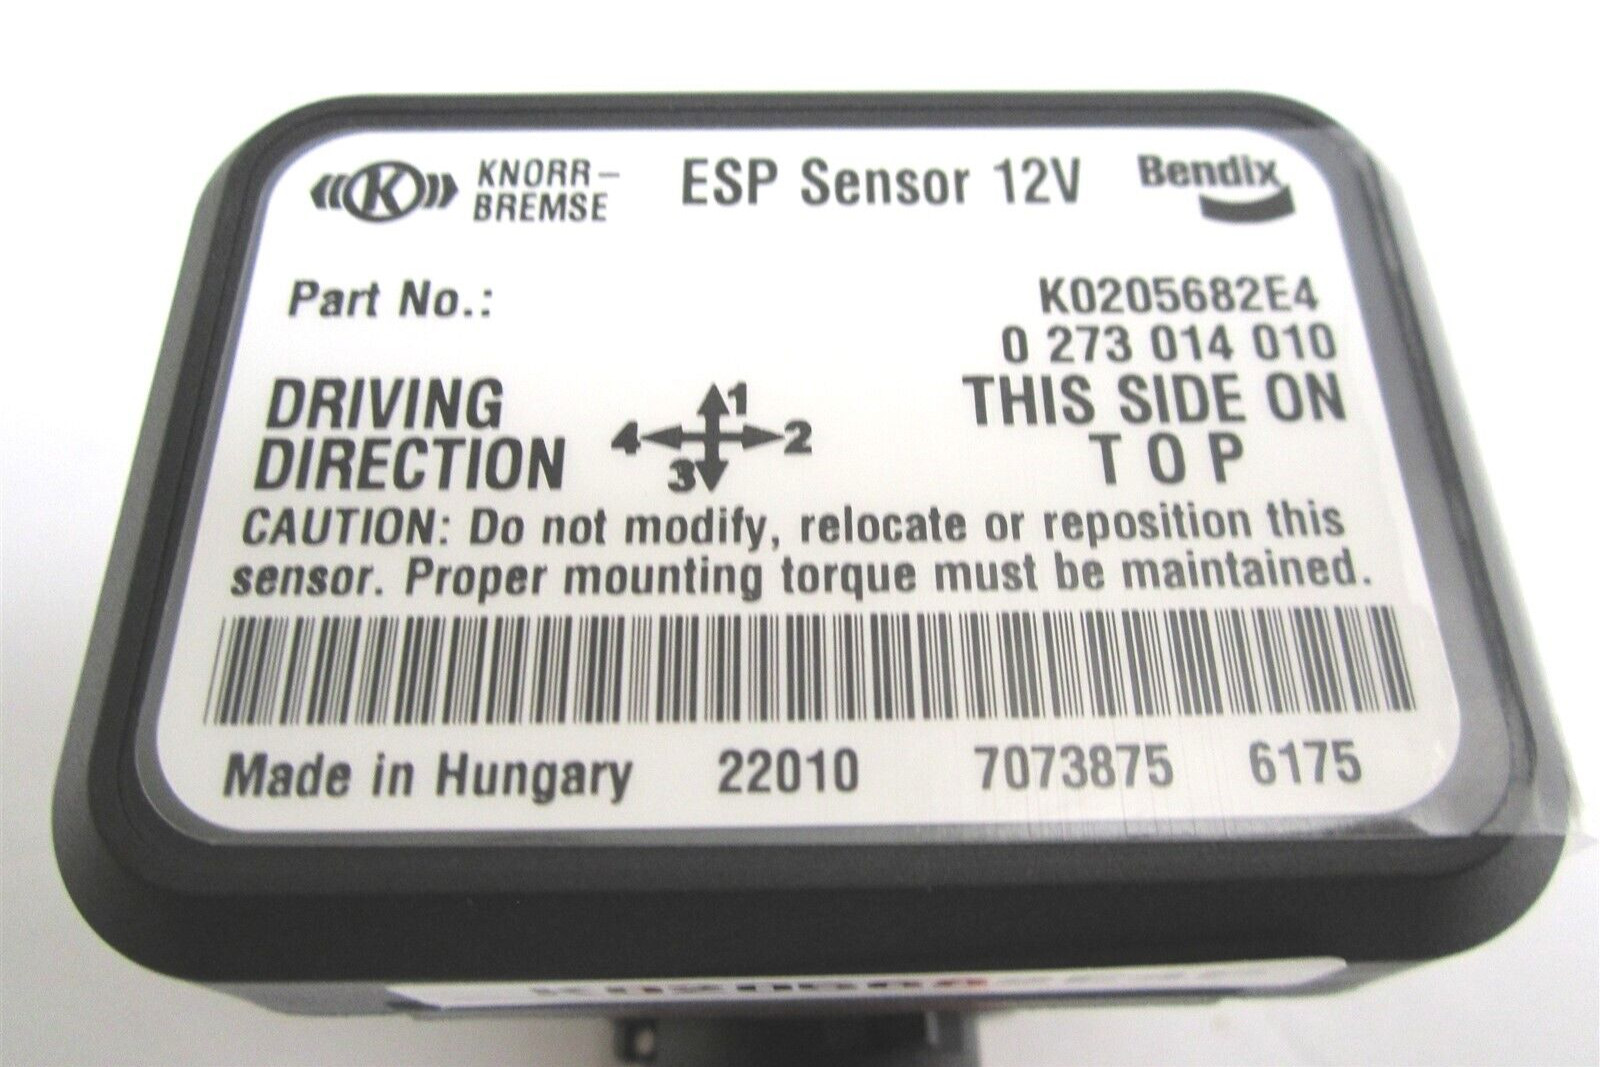 KNORR-
BREMSE
ESP Sensor 12V
Bendix
Part No.: K0205682E4
0 273 014 010
DRIVING
DIRECTION
1
4 2
3
THIS SIDE ON
TOP
CAUTION: Do not modify, relocate or reposition this
sensor. Proper mounting torque must be maintained.
Made in Hungary 22010 7073875 6175